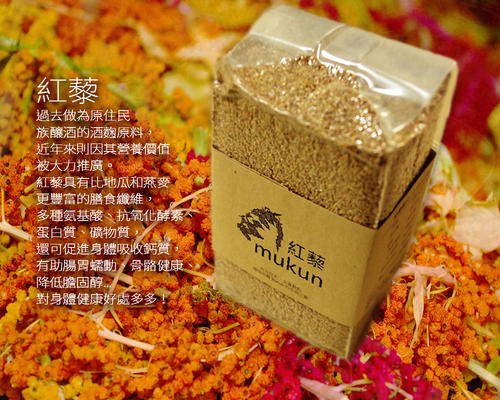 紅藜
過去做為原住民
族釀酒的酒麴原料，
近年來則因其營養價值
被大力推廣。
紅藜具有比地瓜和燕麥
更豐富的膳食纖維，
多種氨基酸、抗氧化酵素、
蛋白質、礦物質，
還可促進身體吸收鈣質，
有助腸胃蠕動、骨骼健康、
降低膽固醇...
對身體健康好處多多！
紅藜
mukun